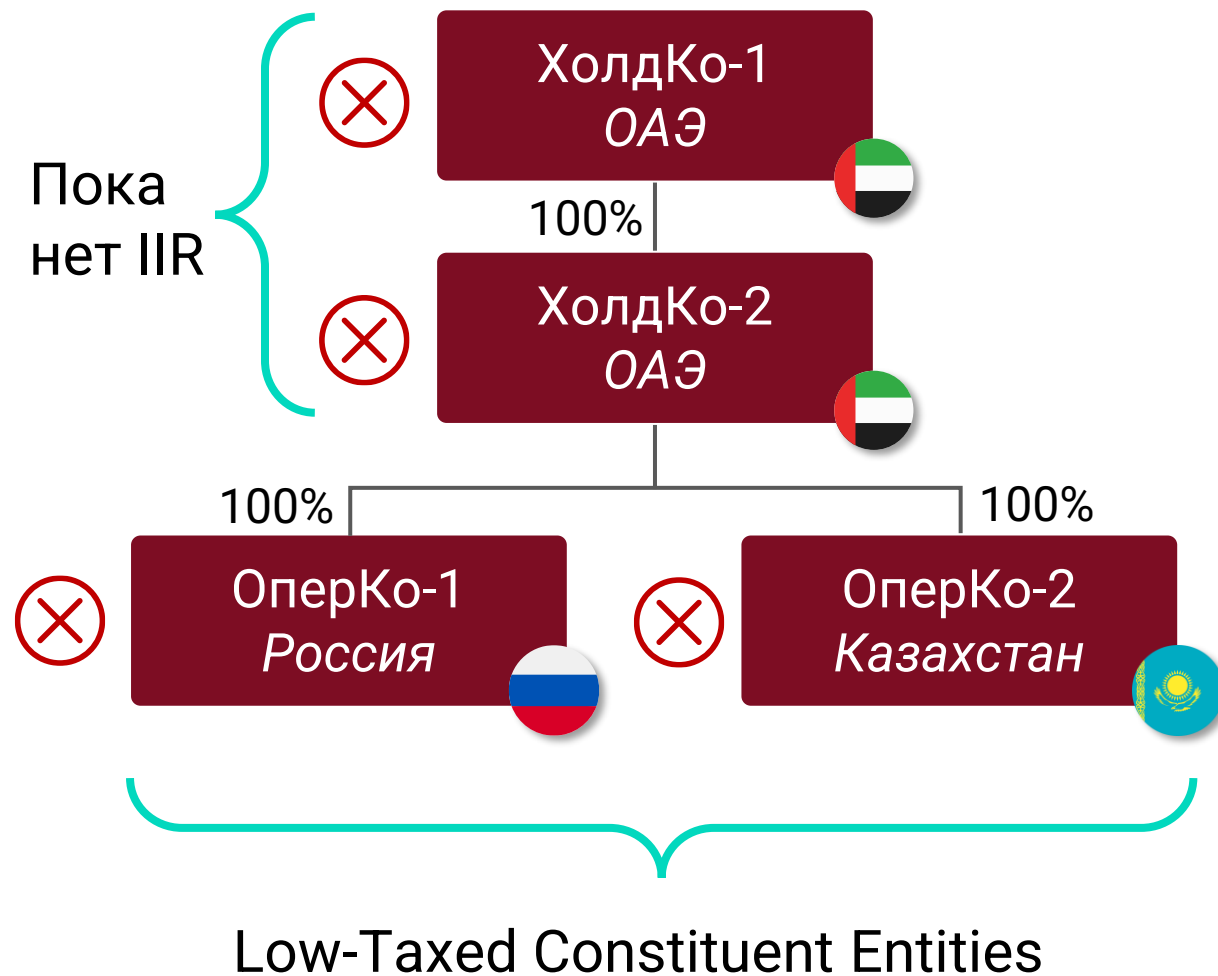 ХолдКо-1
ОАЭ
Пока
нет IIR
100%
ХолдКо-2
ОАЭ
100%
100%
ОперКо-1
Россия
ОперКо-2
Казахстан
Low-Taxed Constituent Entities